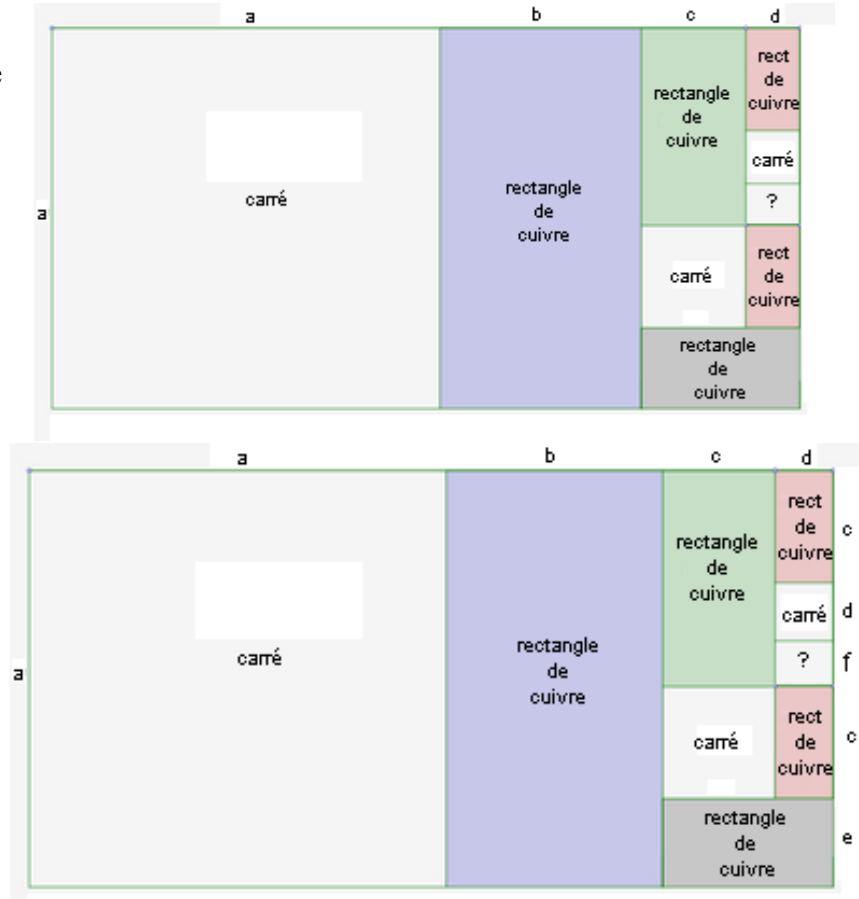 a b c d
e
rect
de
cuivre
rectangle
de
cuivre
carré
rectangle
de
cuivre
carré
?
a
rect
de
cuivre
carré
rectangle
de
cuivre
a b c d
rect
de
cuivre
c
rectangle
de
cuivre
carré d
rectangle
de
cuivre
carré
? f
a
rect
de
cuivre
c
carré
rectangle
de
cuivre
e